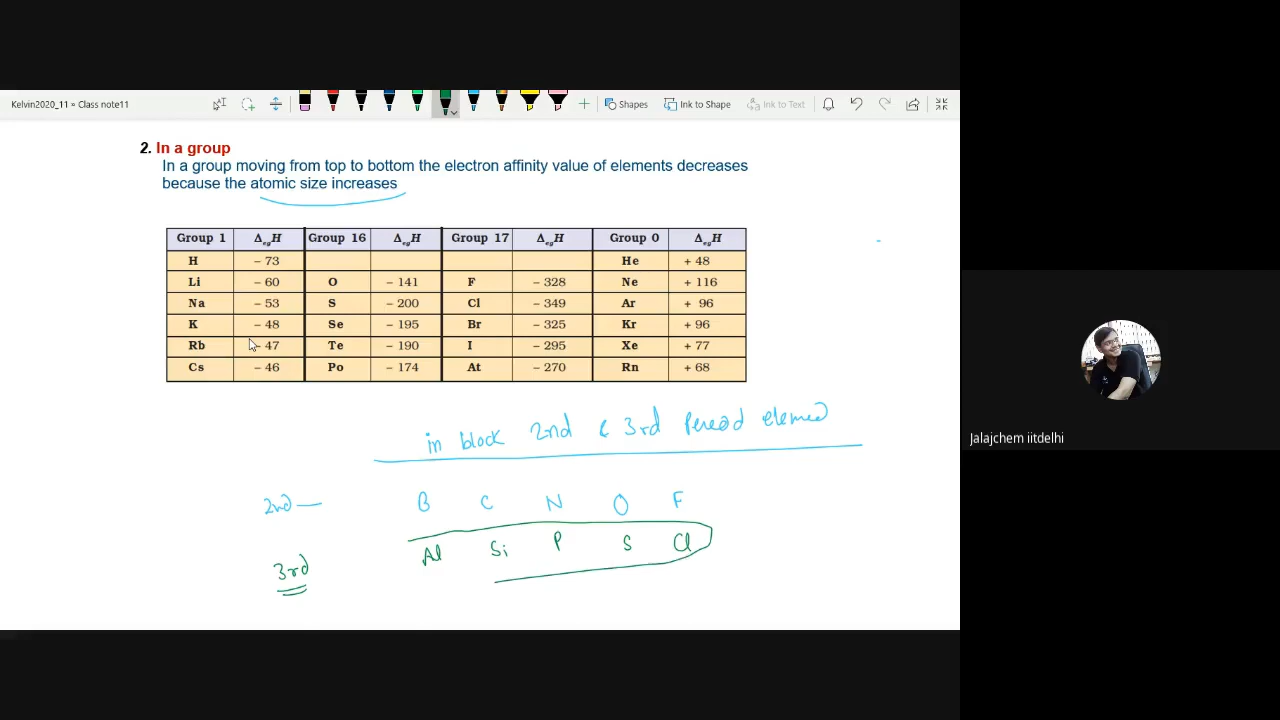 Kelvin2020_11 » Class note11
Shapes Ink to Shape Ink to Text
2. In a group
In a group moving from top to bottom the electron affinity value of elements decreases
because the atomic size increases
Group 1 ΔegH Group 16 ΔegH Group 17 ΔegH Group 0 ΔegH
H – 73 He + 48
Li – 60 O – 141 F – 328 Ne + 116
Na – 53 S – 200 Cl – 349 Ar + 96
K – 48 Se – 195 Br – 325 Kr + 96
Rb – 47 Te – 190 I – 295 Xe + 77
Cs – 46 Po – 174 At – 270 Rn + 68
in block 2nd & 3rd Pereod
2nd — B C N O F
3rd Al Si P S Cl
Jalajchem iitdelhi